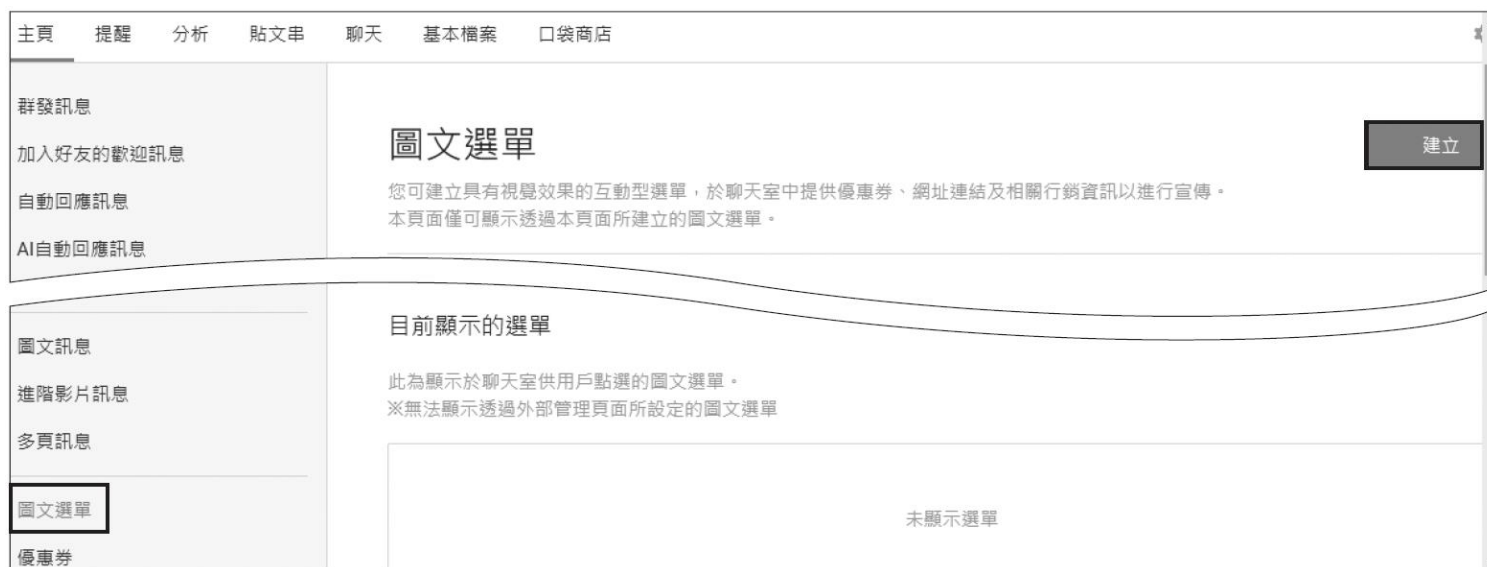 主頁 提醒 分析 貼文串 聊天 基本檔案 口袋商店
群發訊息
加入好友的歡迎訊息
自動回應訊息
AI自動回應訊息
圖文選單
建立
您可建立具有視覺效果的互動型選單，於聊天室中提供優惠券、網址連結及相關行銷資訊以進行宣傳。
本頁面僅可顯示透過本頁面所建立的圖文選單。
圖文訊息
進階影片訊息
多頁訊息
圖文選單
優惠券
目前顯示的選單
此為顯示於聊天室供用戶點選的圖文選單。
※無法顯示透過外部管理頁面所設定的圖文選單
未顯示選單